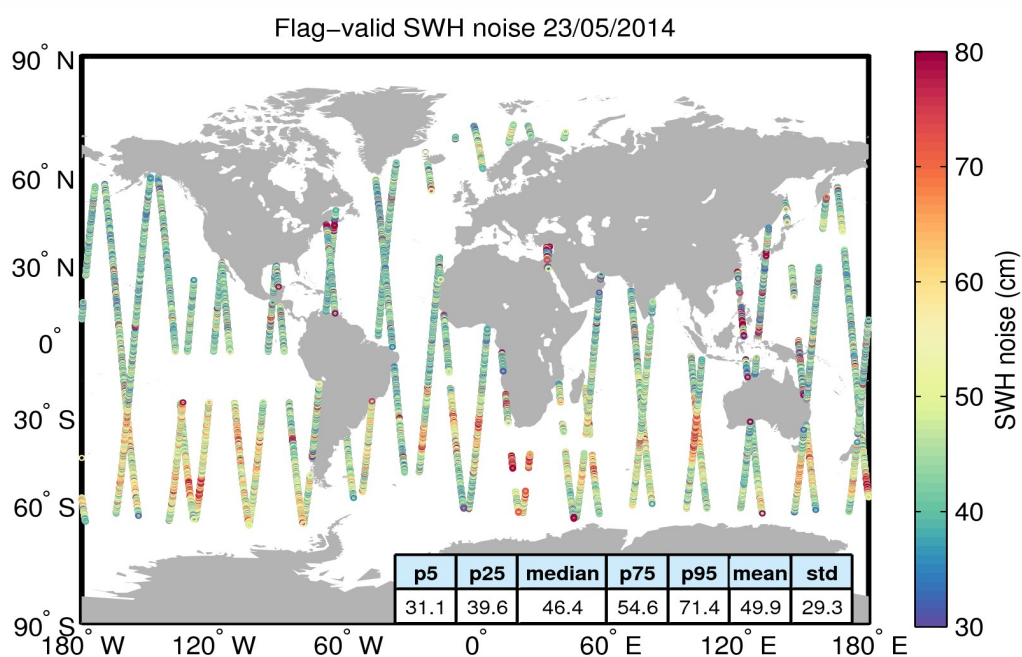 Flag−valid SWH noise 23/05/2014
90° N
60° N
30° N
0°
30° S
60° S
90° S
180° W
120° W
60° W
0°
60° E
120° E
180° E
80
70
60
50
40
30
SWH noise (cm)
p5 p25 median p75 p95 mean std
31.1 39.6 46.4 54.6 71.4 49.9 29.3